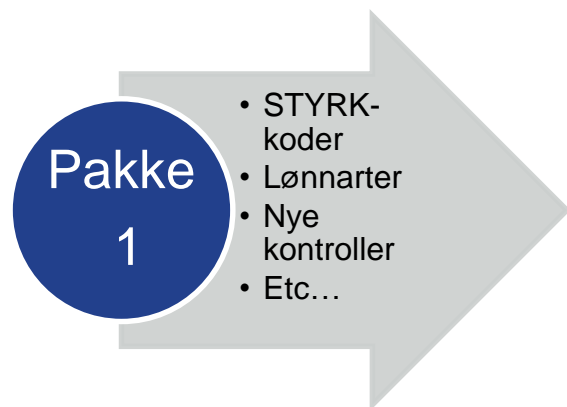 Pakke
1
• STYRK-
koder
• Lønnarter
• Nye
kontroller
• Etc…